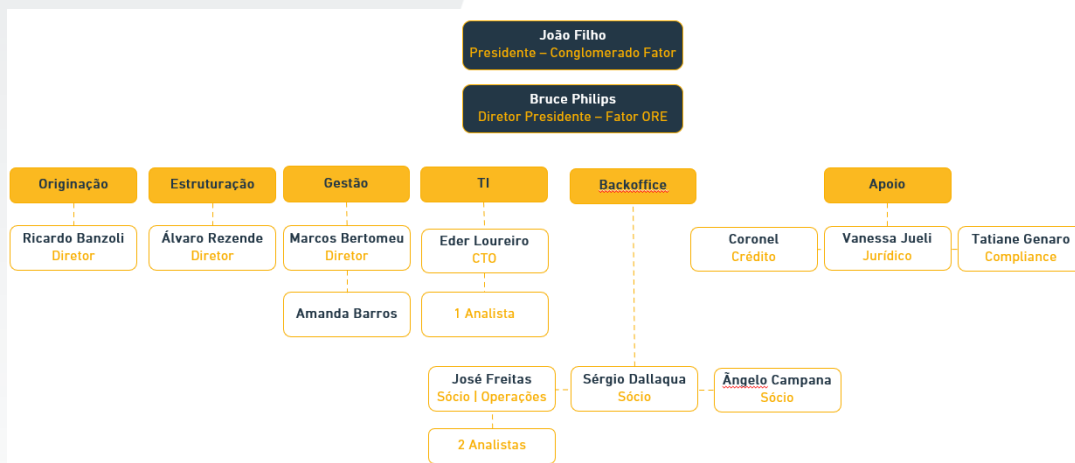 João Filho
Presidente – Conglomerado Fator
Bruce Philips
Diretor Presidente – Fator ORE
Originação
Estruturação
Gestão
TI
Backoffice
Apoio
Ricardo Banzoli
Diretor
Álvaro Rezende
Diretor
Marcos Bertomeu
Diretor
Eder Loureiro
CTO
Coronel
Crédito
Vanessa Jueli
Jurídico
Tatiane Genaro
Compliance
Amanda Barros
1 Analista
José Freitas
Sócio | Operações
Sérgio Dallaqua
Sócio
Ãngelo Campana
Sócio
2 Analistas